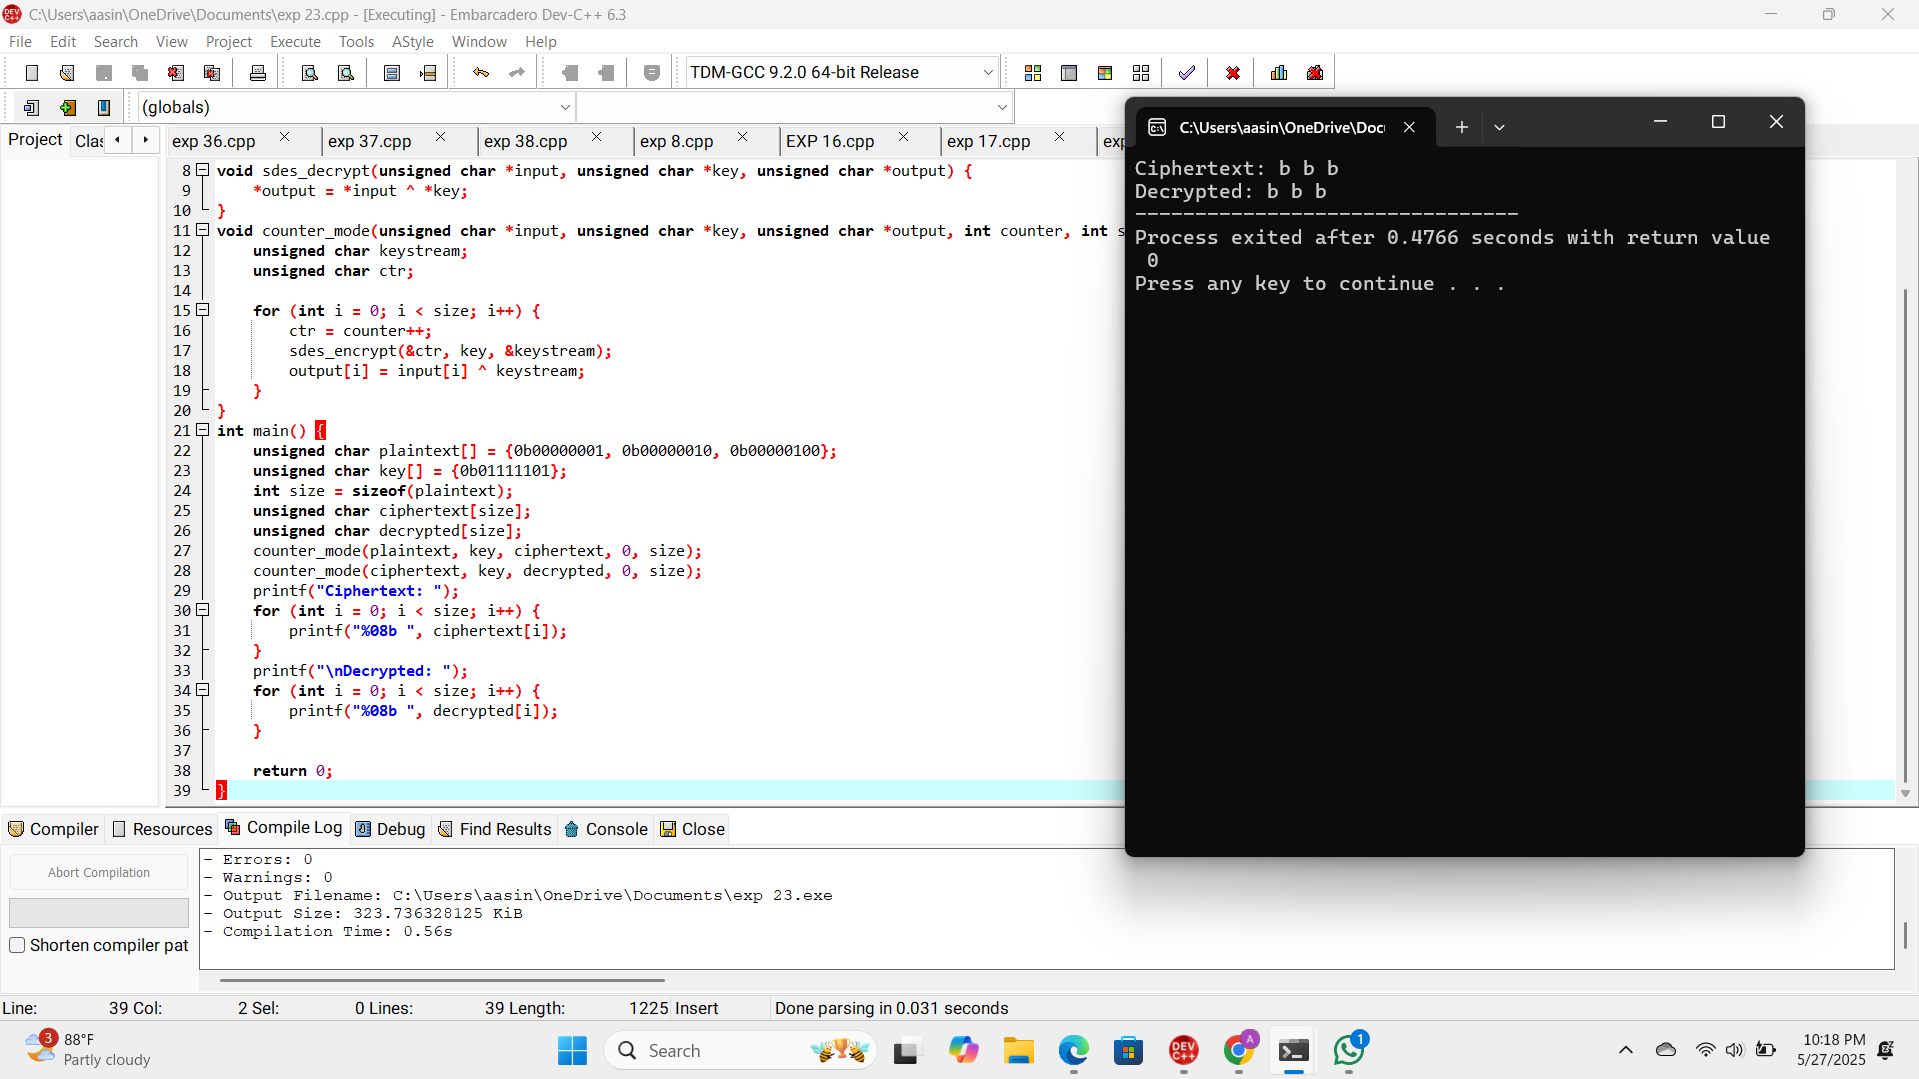 C:\Users\aasin\OneDrive\Documents\exp 23.cpp - [Executing] - Embarcadero Dev-C++ 6.3
File Edit Search View Project Execute Tools AStyle Window Help
TDM-GCC 9.2.0 64-bit Release
(globals)
Project
exp 36.cpp exp 37.cpp exp 38.cpp exp 8.cpp EXP 16.cpp exp 17.cpp
8 void sdes_decrypt(unsigned char *input, unsigned char *key, unsigned char *output) {
9 *output = *input ^ *key;
10 }
11 void counter_mode(unsigned char *input, unsigned char *key, unsigned char *output, int counter, int s
12 unsigned char keystream;
13 unsigned char ctr;
14
15 for (int i = 0; i < size; i++) {
16 ctr = counter++;
17 sdes_encrypt(&ctr, key, &keystream);
18 output[i] = input[i] ^ keystream;
19 }
20 }
21 int main() {
22 unsigned char plaintext[] = {0b00000001, 0b00000010, 0b00000100};
23 unsigned char key[] = {0b01111101};
24 int size = sizeof(plaintext);
25 unsigned char ciphertext[size];
26 unsigned char decrypted[size];
27 counter_mode(plaintext, key, ciphertext, 0, size);
28 counter_mode(ciphertext, key, decrypted, 0, size);
29 printf("Ciphertext: ");
30 for (int i = 0; i < size; i++) {
31 printf("%08b ", ciphertext[i]);
32 }
33 printf("\nDecrypted: ");
34 for (int i = 0; i < size; i++) {
35 printf("%08b ", decrypted[i]);
36 }
37
38 return 0;
39 }
C:\Users\aasin\OneDrive\Doc
Ciphertext: b b b
Decrypted: b b b
--------------------------------
Process exited after 0.4766 seconds with return value
0
Press any key to continue . . .
Compiler Resources Compile Log Debug Find Results Console Close
Abort Compilation
Shorten compiler pat
- Errors: 0
- Warnings: 0
- Output Filename: C:\Users\aasin\OneDrive\Documents\exp 23.exe
- Output Size: 323.736328125 KiB
- Compilation Time: 0.56s
Line: 39 Col: 2 Sel: 0 Lines: 39 Length: 1225 Insert Done parsing in 0.031 seconds
3
88°F
Partly cloudy
Search
DEV C++
A
1
10:18 PM
5/27/2025